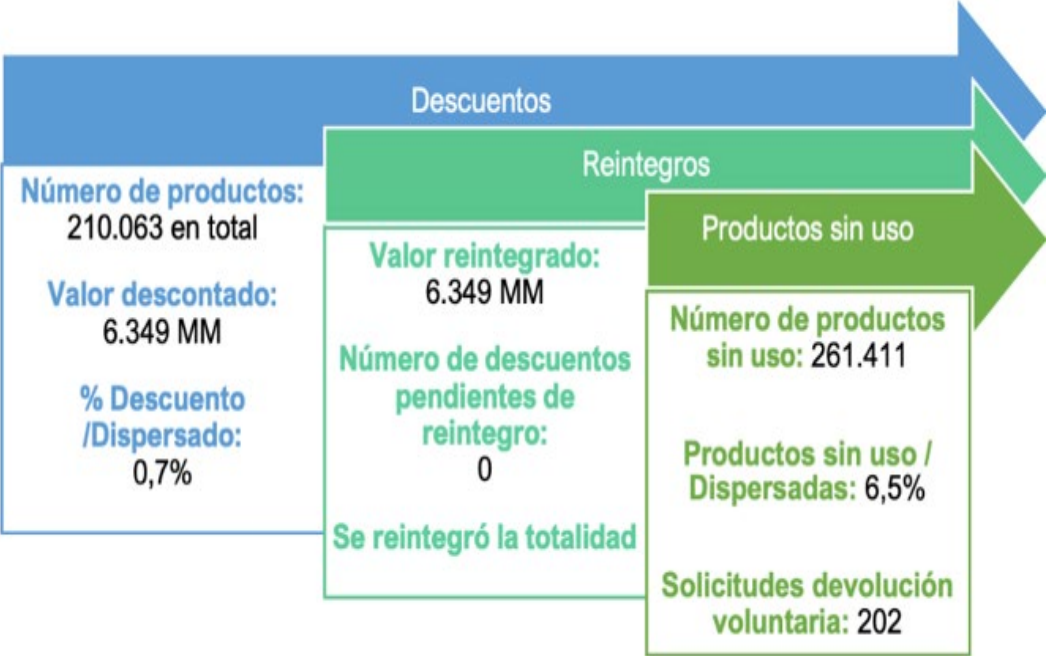 Descuentos
Número de productos:
210.063 en total
Valor descontado:
6.349 MM
% Descuento
/Dispersado:
0,7%
Reintegros
Valor reintegrado:
6.349 MM
Número de descuentos
pendientes de
reintegro:
0
Se reintegró la totalidad
Productos sin uso
Número de productos
sin uso: 261.411
Productos sin uso /
Dispersadas: 6,5%
Solicitudes devolución
voluntaria: 202